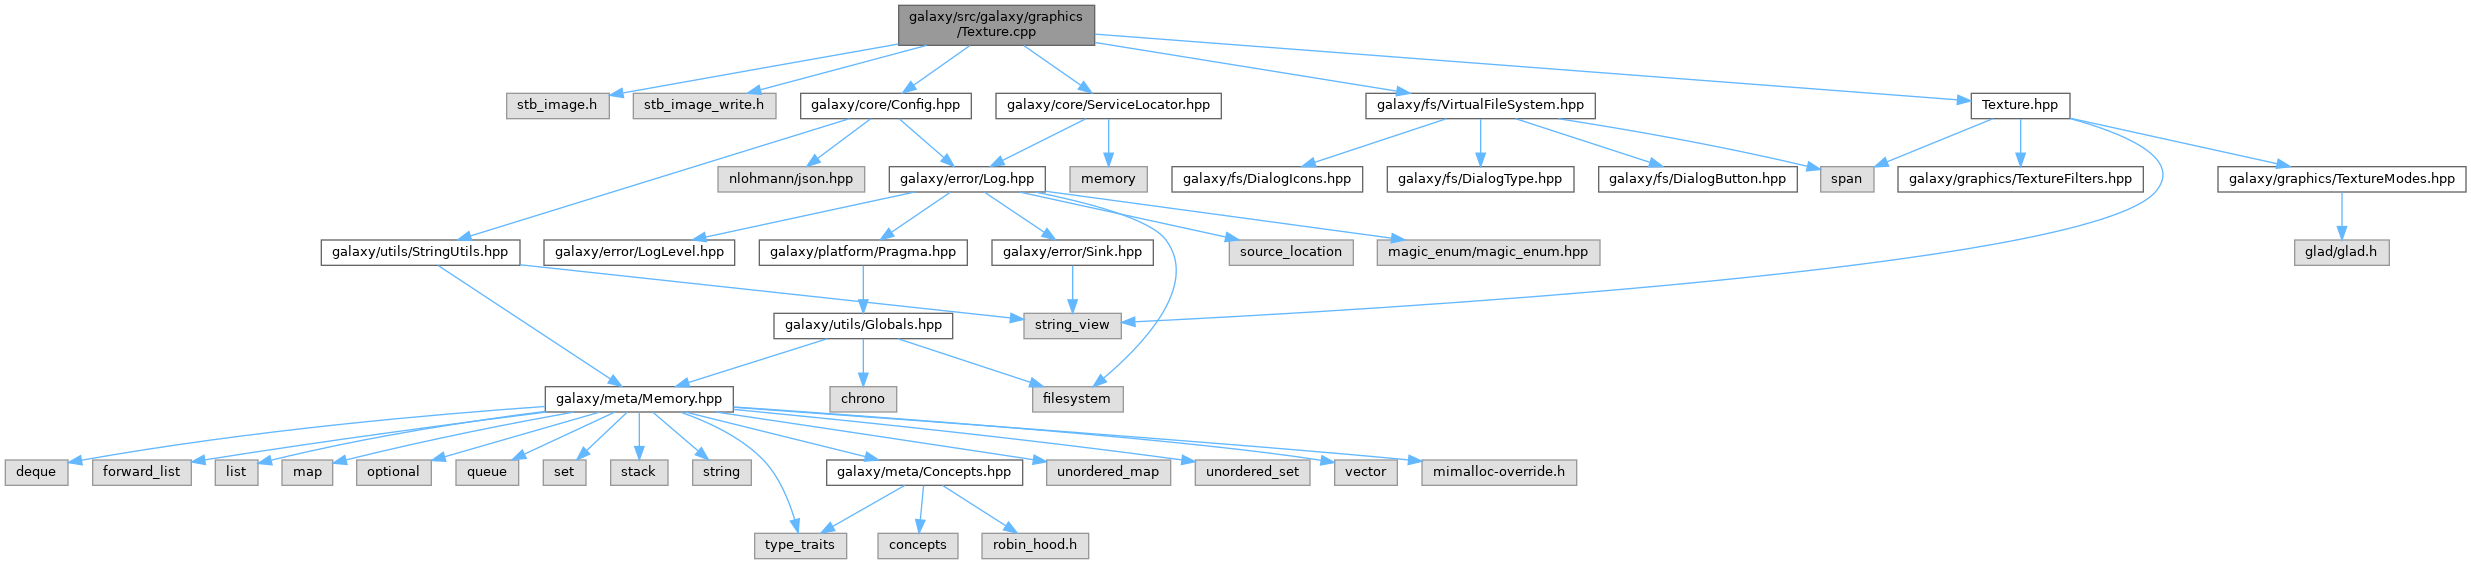 galaxy/src/galaxy/graphics
/Texture.cpp
stb_image.h
stb_image_write.h
galaxy/core/Config.hpp
galaxy/core/ServiceLocator.hpp
galaxy/fs/VirtualFileSystem.hpp
Texture.hpp
nlohmann/json.hpp
galaxy/error/Log.hpp
memory
galaxy/fs/DialogIcons.hpp
galaxy/fs/DialogType.hpp
galaxy/fs/DialogButton.hpp
span
galaxy/graphics/TextureFilters.hpp
galaxy/graphics/TextureModes.hpp
galaxy/utils/StringUtils.hpp
galaxy/error/LogLevel.hpp
galaxy/platform/Pragma.hpp
galaxy/error/Sink.hpp
source_location
magic_enum/magic_enum.hpp
glad/glad.h
galaxy/utils/Globals.hpp
string_view
galaxy/meta/Memory.hpp
chrono
filesystem
deque
forward_list
list
map
optional
queue
set
stack
string
galaxy/meta/Concepts.hpp
unordered_map
unordered_set
vector
mimalloc-override.h
type_traits
concepts
robin_hood.h